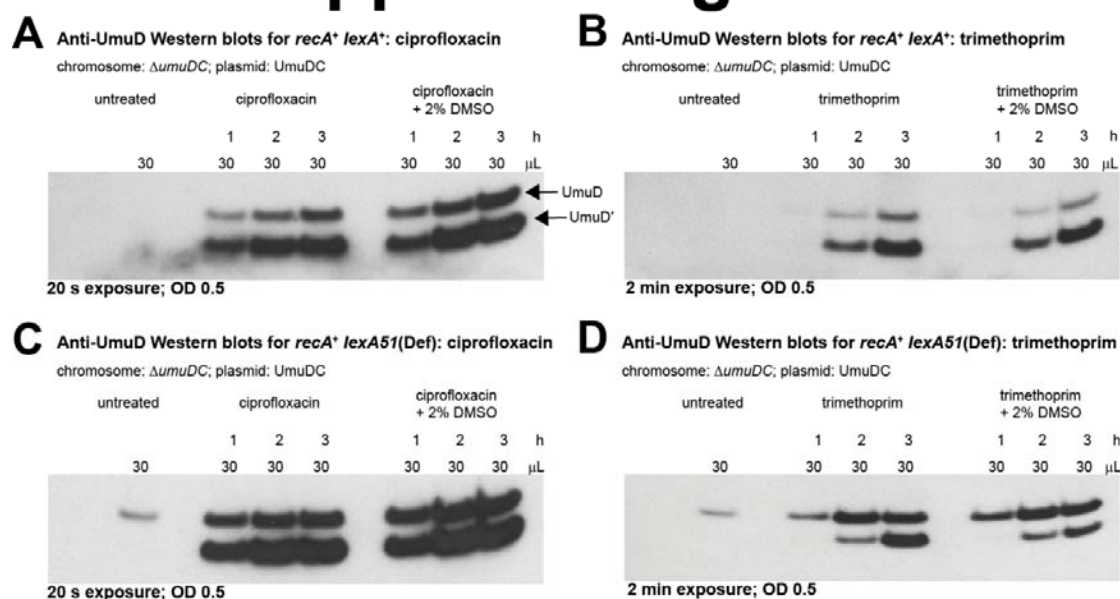 A Anti-UmuD Western blots for recA⁺ lexA⁺: ciprofloxacin
chromosome: ΔumuDC; plasmid: UmuDC
untreated ciprofloxacin ciprofloxacin
+ 2% DMSO
1 2 3 1 2 3 h
30 30 30 30 30 30 30 μL
UmuD
UmuD'
20 s exposure; OD 0.5
B Anti-UmuD Western blots for recA⁺ lexA⁺: trimethoprim
chromosome: ΔumuDC; plasmid: UmuDC
untreated trimethoprim trimethoprim
+ 2% DMSO
1 2 3 1 2 3 h
30 30 30 30 30 30 30 μL
2 min exposure; OD 0.5
C Anti-UmuD Western blots for recA⁺ lexA51(Def): ciprofloxacin
chromosome: ΔumuDC; plasmid: UmuDC
untreated ciprofloxacin ciprofloxacin
+ 2% DMSO
1 2 3 1 2 3 h
30 30 30 30 30 30 30 μL
20 s exposure; OD 0.5
D Anti-UmuD Western blots for recA⁺ lexA51(Def): trimethoprim
chromosome: ΔumuDC; plasmid: UmuDC
untreated trimethoprim trimethoprim
+ 2% DMSO
1 2 3 1 2 3 h
30 30 30 30 30 30 30 μL
2 min exposure; OD 0.5